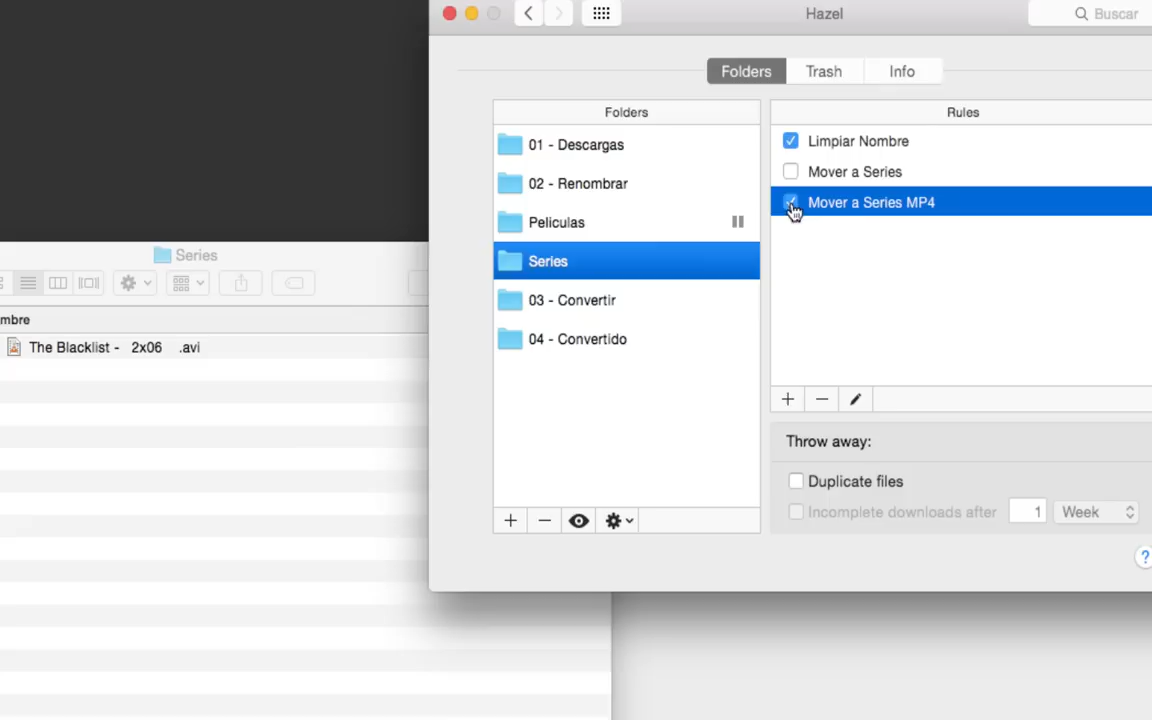 Hazel
Buscar
Folders
Trash
Info
Folders
01 - Descargas
02 - Renombrar
Peliculas
Series
03 - Convertir
04 - Convertido
Rules
Limpiar Nombre
Mover a Series
Mover a Series MP4
Throw away:
Duplicate files
Incomplete downloads after 1 Week
?
Series
mbre
The Blacklist - 2x06 .avi